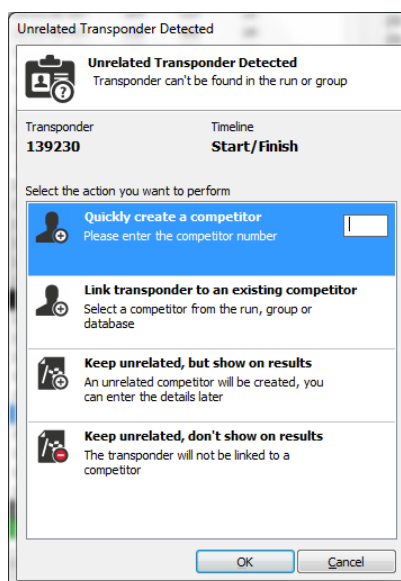 Unrelated Transponder Detected
Unrelated Transponder Detected
Transponder can't be found in the run or group
Transponder Timeline
139230 Start/Finish
Select the action you want to perform
Quickly create a competitor
Please enter the competitor number
Link transponder to an existing competitor
Select a competitor from the run, group or
database
Keep unrelated, but show on results
An unrelated competitor will be created, you
can enter the details later
Keep unrelated, don't show on results
The transponder will not be linked to a
competitor
OK Cancel